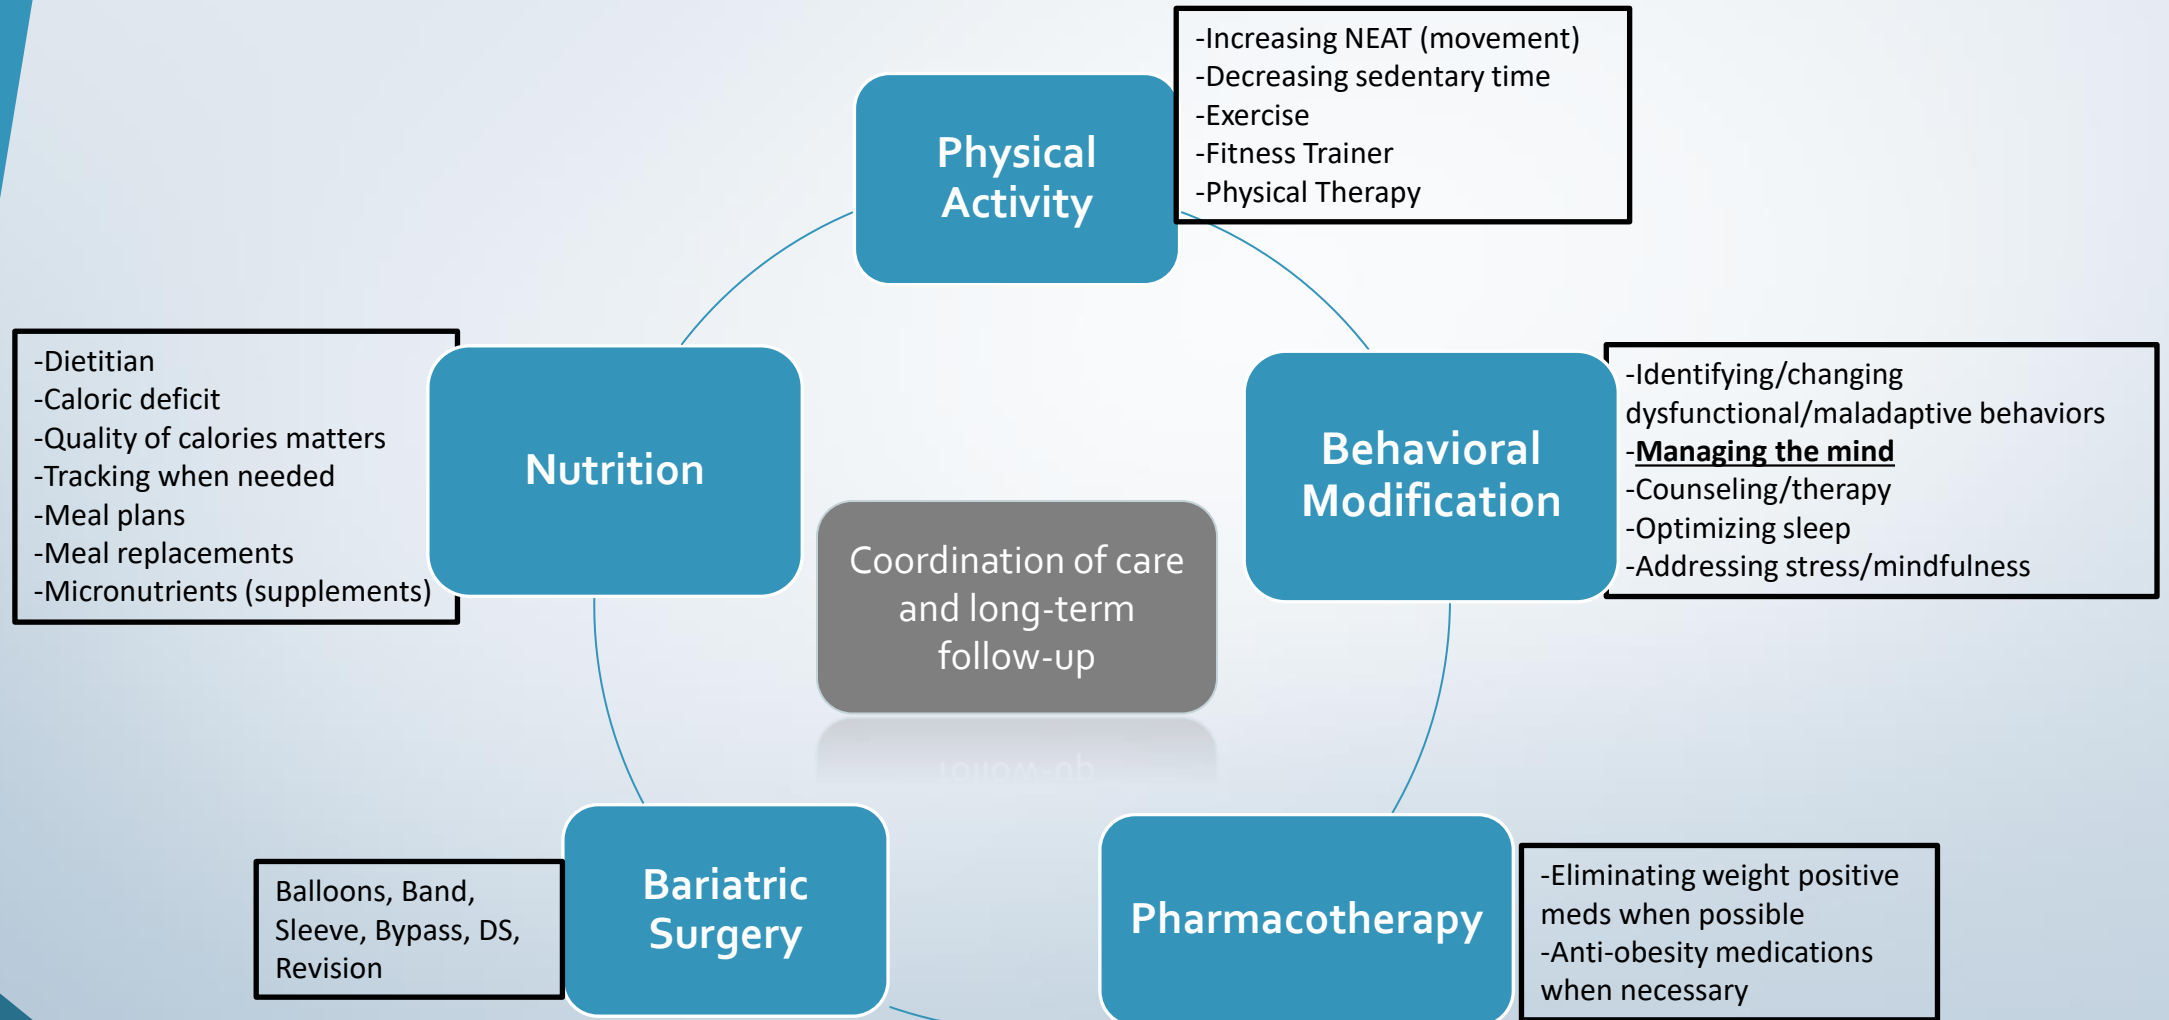 Physical
Activity
-Increasing NEAT (movement)
-Decreasing sedentary time
-Exercise
-Fitness Trainer
-Physical Therapy
-Dietitian
-Caloric deficit
-Quality of calories matters
-Tracking when needed
-Meal plans
-Meal replacements
-Micronutrients (supplements)
Nutrition
Behavioral
Modification
-Identifying/changing
dysfunctional/maladaptive behaviors
-Managing the mind
-Counseling/therapy
-Optimizing sleep
-Addressing stress/mindfulness
Coordination of care
and long-term
follow-up
Balloons, Band,
Sleeve, Bypass, DS,
Revision
Bariatric
Surgery
Pharmacotherapy
-Eliminating weight positive
meds when possible
-Anti-obesity medications
when necessary